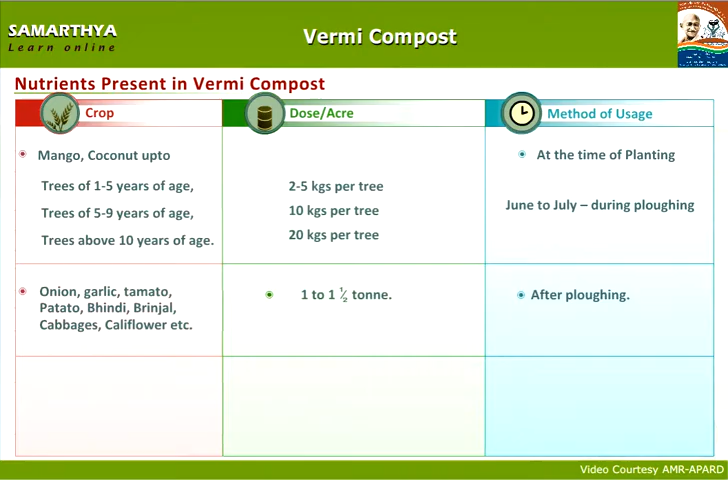 SAMARTHYA
Learn online
Vermi Compost
Nutrients Present in Vermi Compost
Crop
Dose/Acre
Method of Usage
Mango, Coconut upto
At the time of Planting
Trees of 1-5 years of age,
2-5 kgs per tree
June to July – during ploughing
Trees of 5-9 years of age,
10 kgs per tree
Trees above 10 years of age.
20 kgs per tree
Onion, garlic, tamato,
Patato, Bhindi, Brinjal,
Cabbages, Califlower etc.
1 to 1 ½ tonne.
After ploughing.
Video Courtesy AMR-APARD